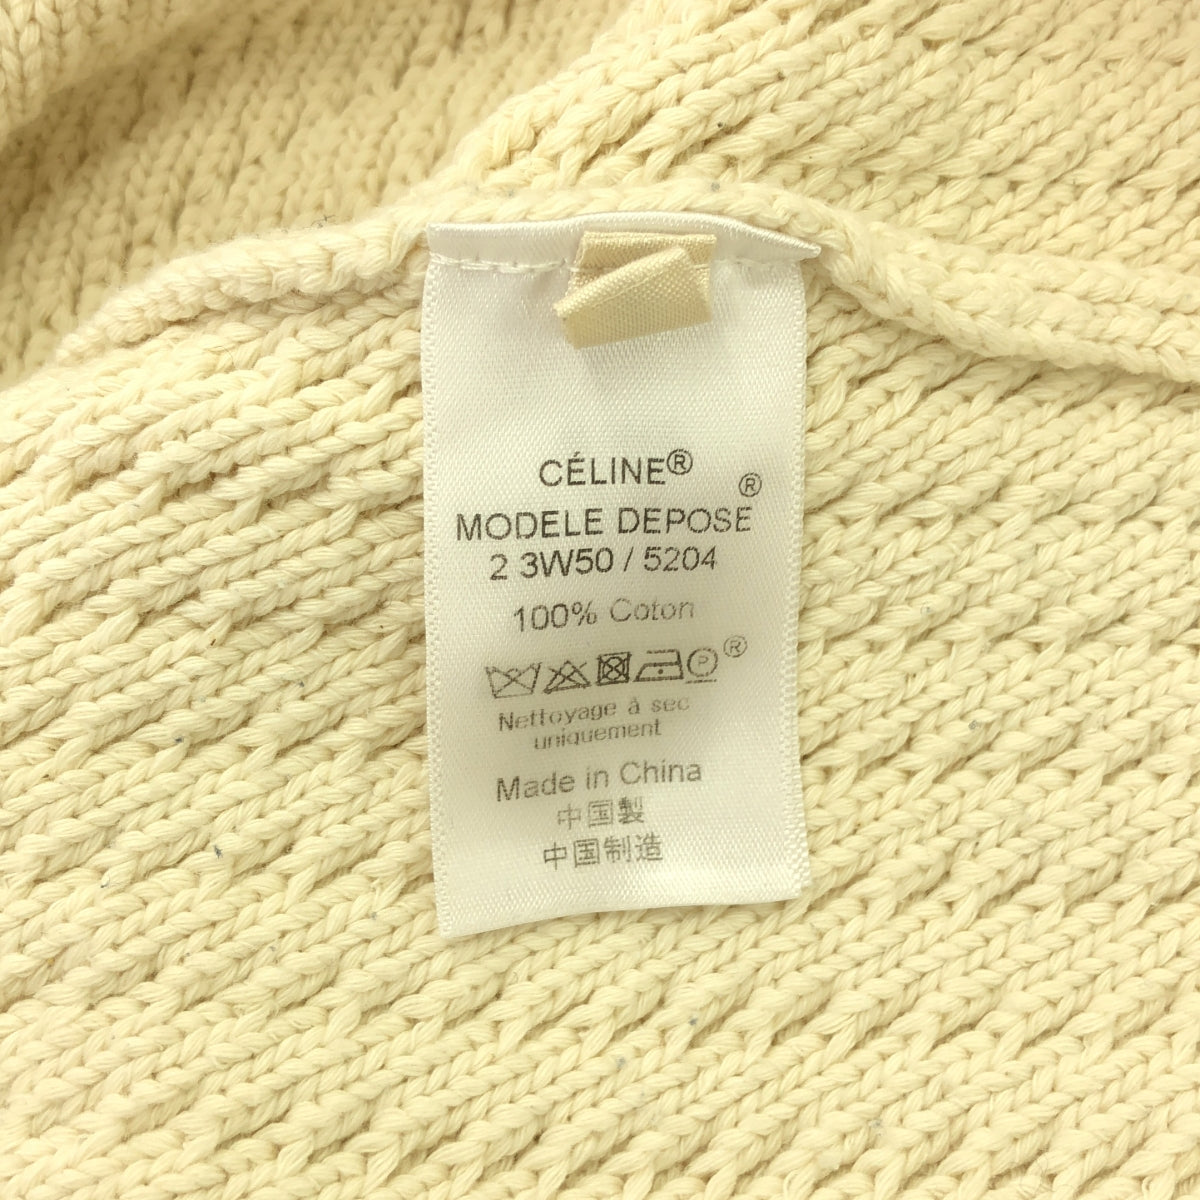 CÉLINE®
MODELE DEPOSE®
2 3W50 / 5204
100% Coton
P®
Nettoyage à sec
uniquement
Made in China
中国製
中国制造